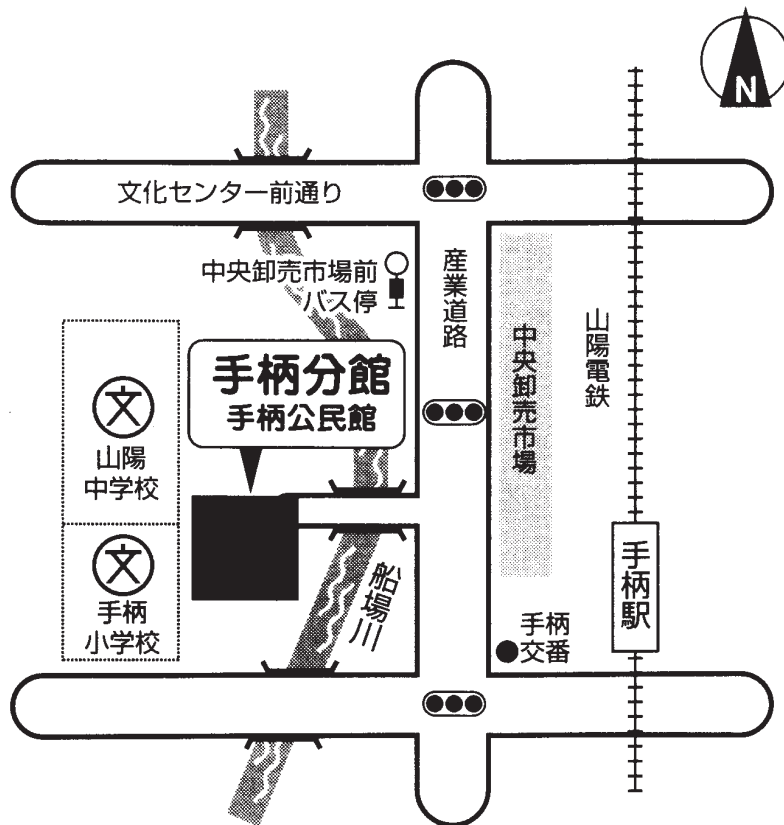 N
文化センター前通り
中央卸売市場前
バス停
産業道路
中央卸売市場
山陽電鉄
手柄分館
手柄公民館
文
山陽
中学校
文
手柄
小学校
船場川
手柄駅
手柄
交番